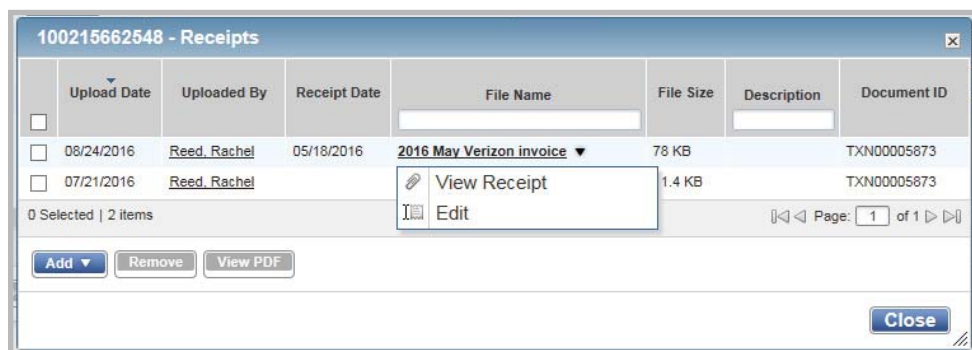 100215662548 - Receipts
Upload Date Uploaded By Receipt Date File Name File Size Description Document ID
08/24/2016 Reed, Rachel 05/18/2016 2016 May Verizon invoice 78 KB TXN00005873
07/21/2016 Reed, Rachel 1.4 KB TXN00005873
View Receipt
Edit
0 Selected | 2 items Page: 1 of 1
Add Remove View PDF
Close